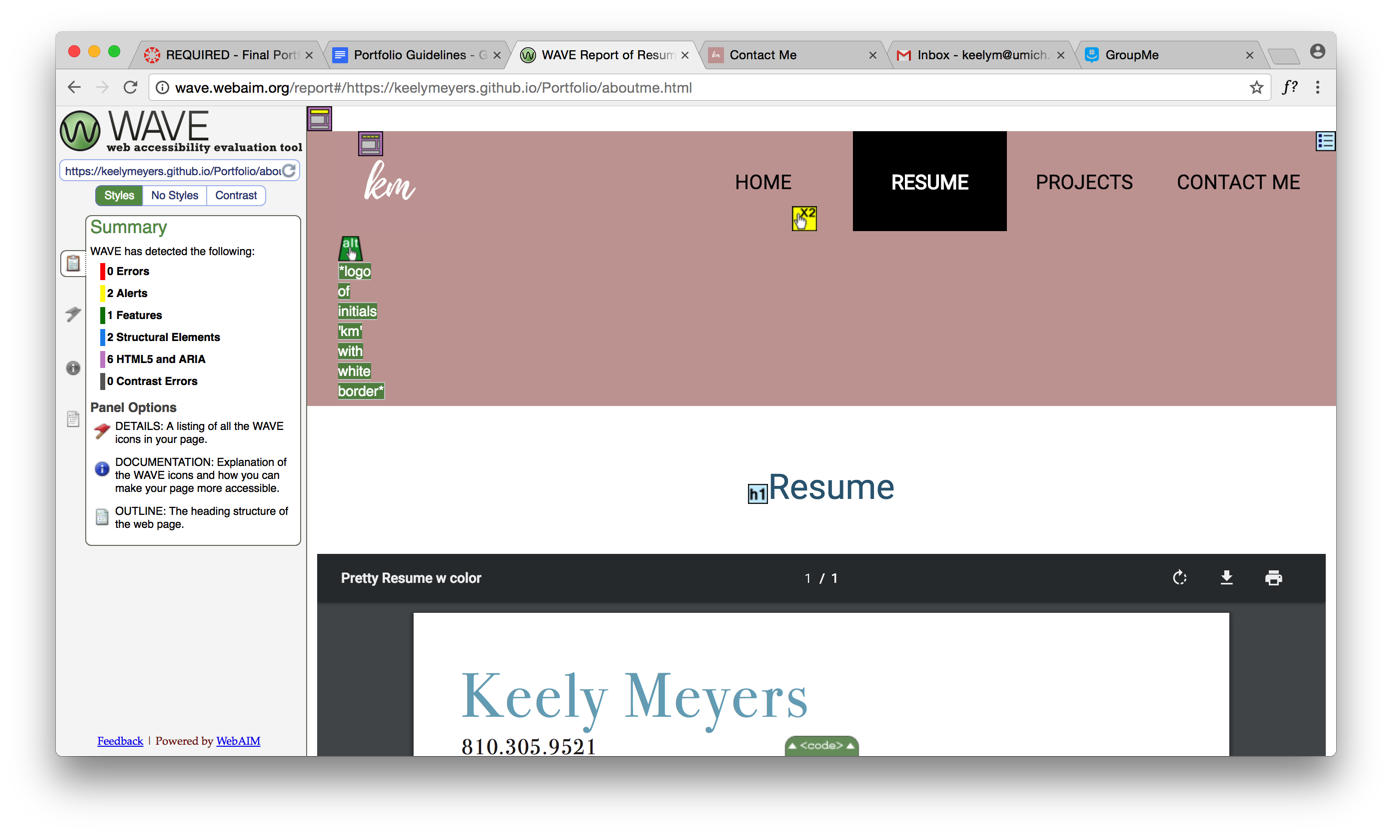 REQUIRED - Final Portf
Portfolio Guidelines - G
WAVE Report of Resum
Contact Me
Inbox - keelym@umich.
GroupMe
wave.webaim.org/report#/https://keelymeyers.github.io/Portfolio/aboutme.html
f?
WAVE
web accessibility evaluation tool
https://keelymeyers.github.io/Portfolio/abou
Styles
No Styles
Contrast
Summary
WAVE has detected the following:
0 Errors
2 Alerts
1 Features
2 Structural Elements
6 HTML5 and ARIA
0 Contrast Errors
Panel Options
DETAILS: A listing of all the WAVE
icons in your page.
DOCUMENTATION: Explanation of
the WAVE icons and how you can
make your page more accessible.
OUTLINE: The heading structure of
the web page.
Feedback | Powered by WebAIM
km
HOME
RESUME
PROJECTS
CONTACT ME
X2
alt
*logo
of
initials
'km'
with
white
border*
h1
Resume
Pretty Resume w color
1 / 1
Keely Meyers
810.305.9521
<code>